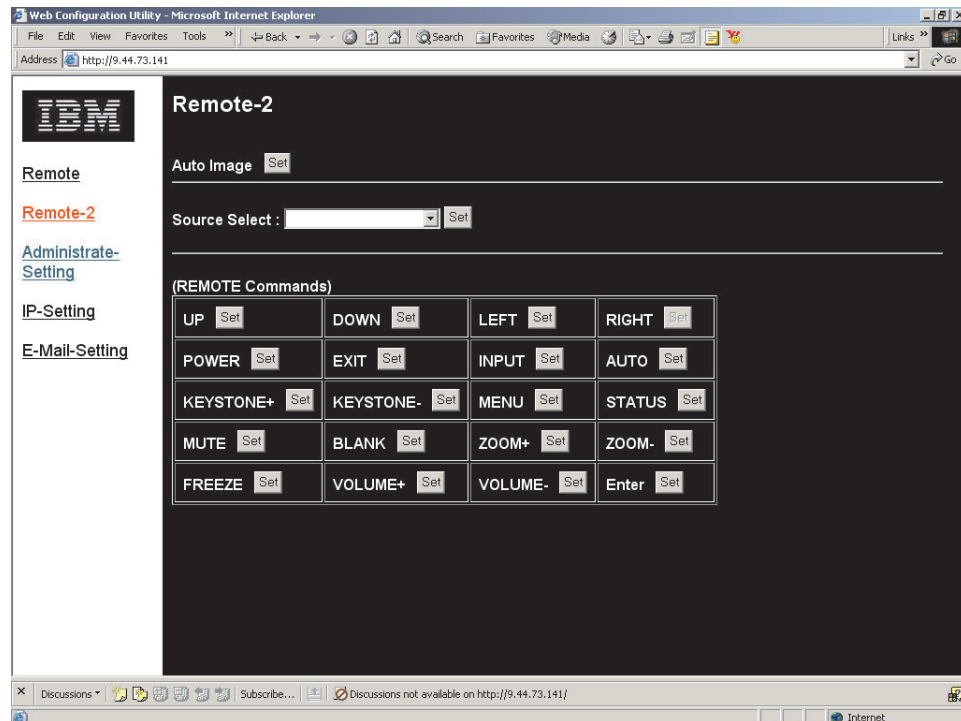 Web Configuration Utility - Microsoft Internet Explorer
File Edit View Favorites Tools » Back Search Favorites Media Links »
Address http://9.44.73.141 Go
IBM
Remote
Remote-2
Administrate-
Setting
IP-Setting
E-Mail-Setting
Remote-2
Auto Image Set
Source Select : Set
(REMOTE Commands)
UP Set DOWN Set LEFT Set RIGHT Set
POWER Set EXIT Set INPUT Set AUTO Set
KEYSTONE+ Set KEYSTONE- Set MENU Set STATUS Set
MUTE Set BLANK Set ZOOM+ Set ZOOM- Set
FREEZE Set VOLUME+ Set VOLUME- Set Enter Set
Discussions Subscribe... Discussions not available on http://9.44.73.141/
Internet